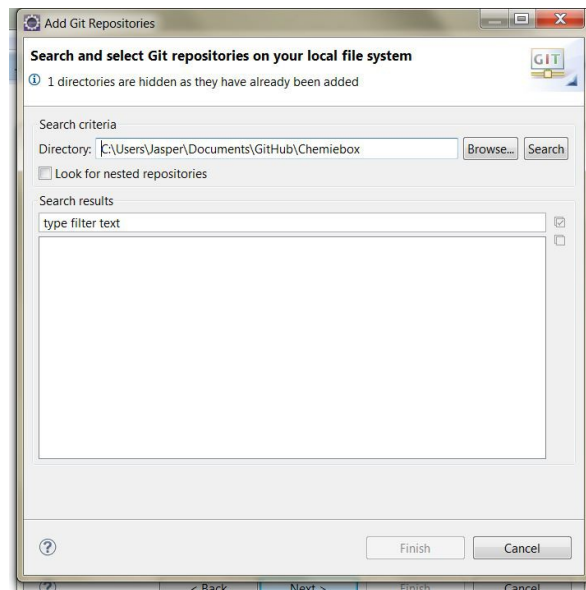 Add Git Repositories
Search and select Git repositories on your local file system
GIT
1 directories are hidden as they have already been added
Search criteria
Directory: C:\Users\Jasper\Documents\GitHub\Chemiebox Browse... Search
Look for nested repositories
Search results
type filter text
Finish Cancel
< Back Next > Finish Cancel